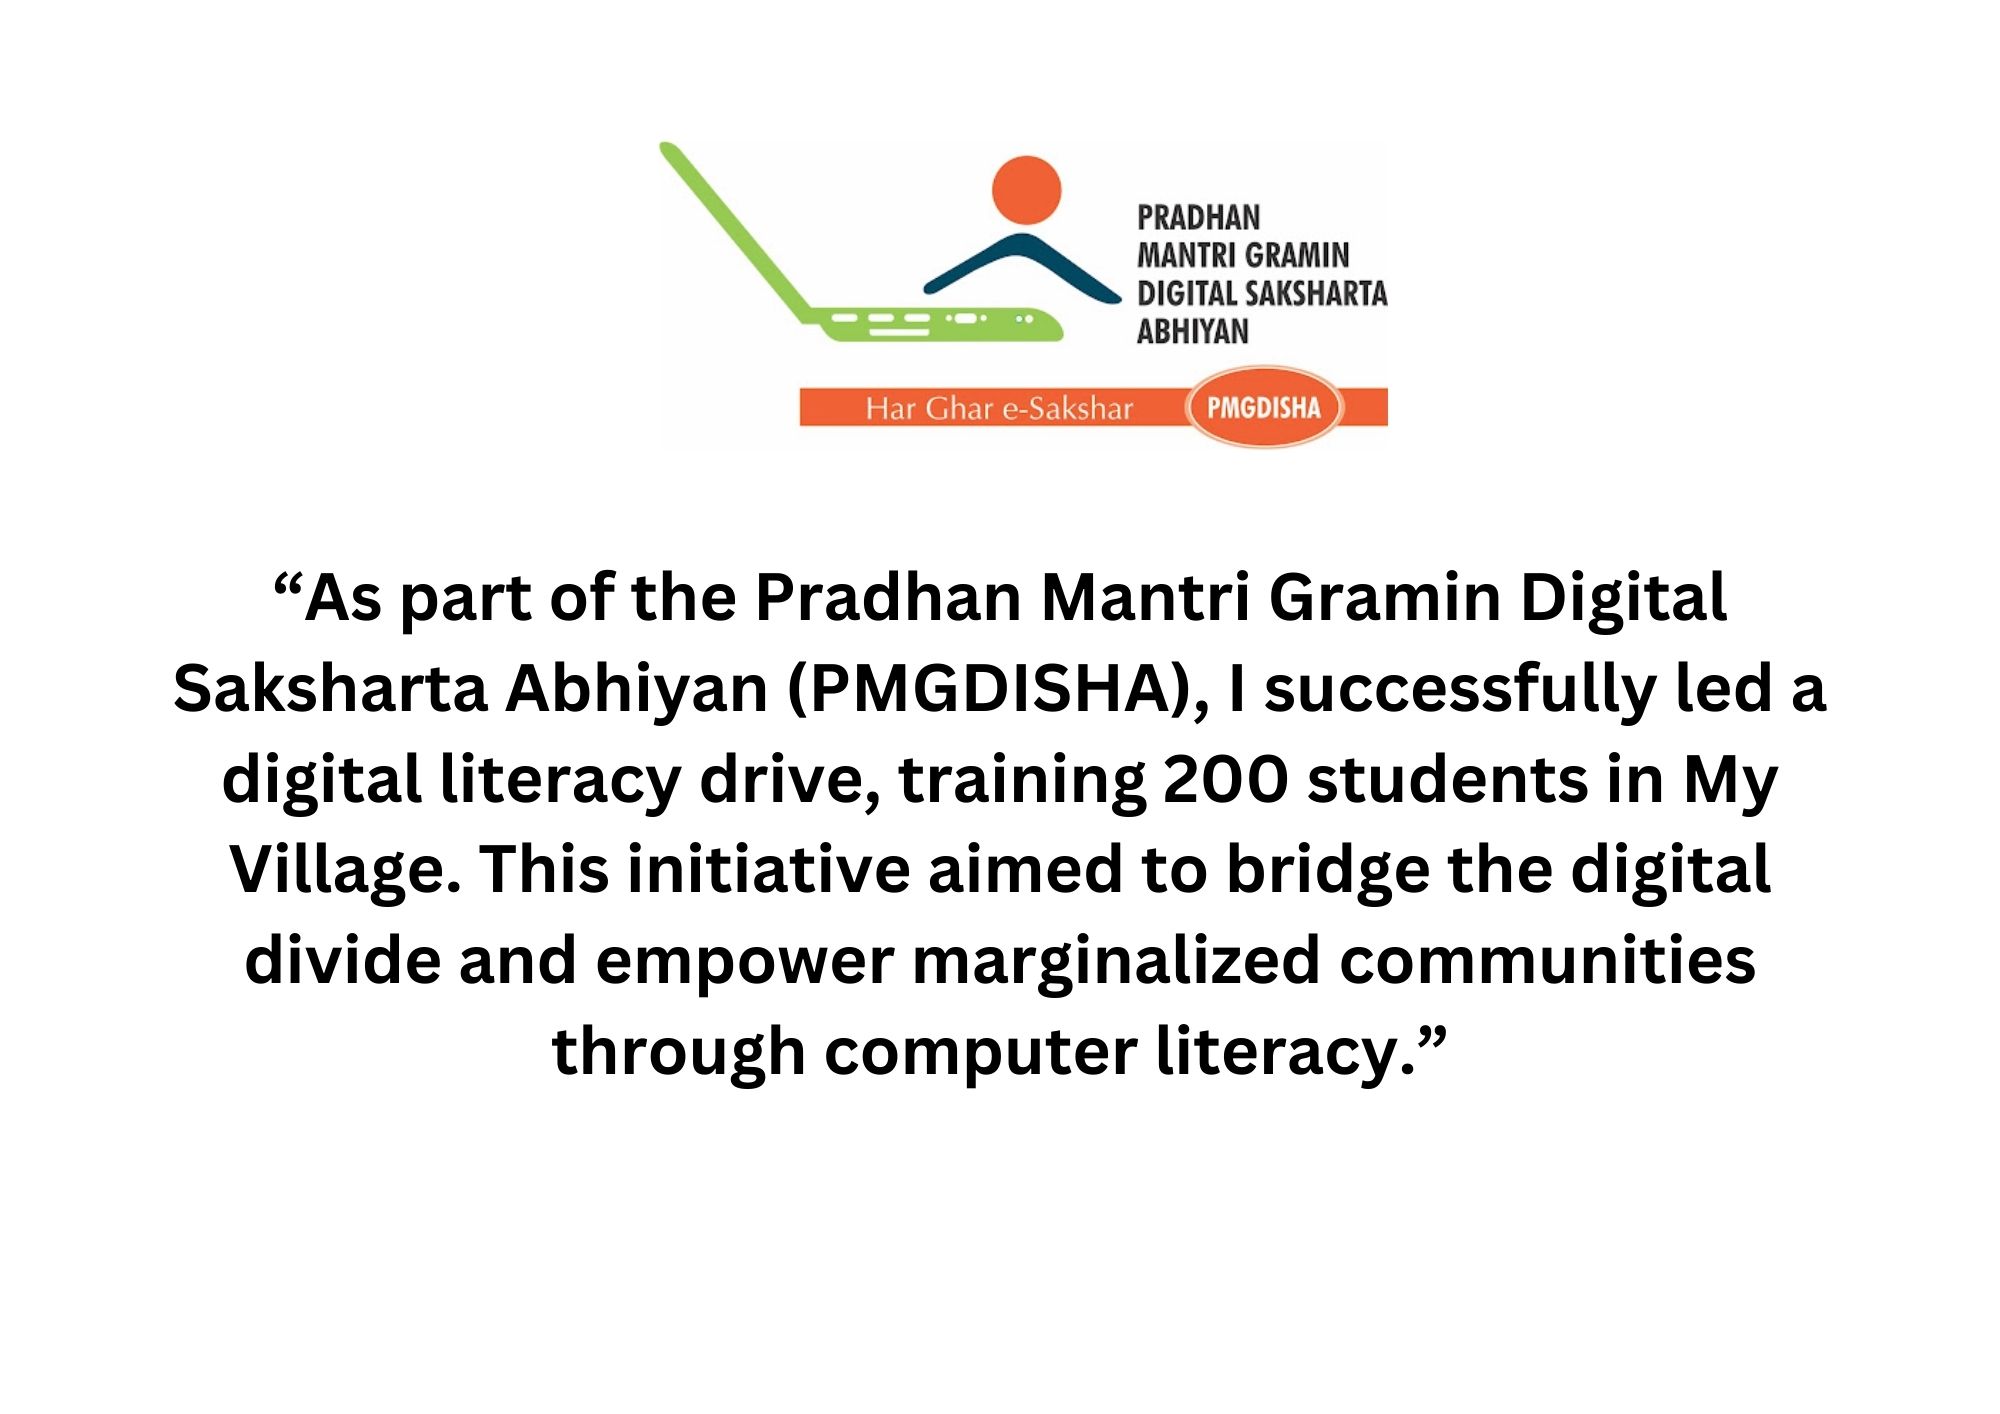 PRADHAN
MANTRI GRAMIN
DIGITAL SAKSHARTA
ABHIYAN
Har Ghar e-Sakshar
PMGDISHA
“As part of the Pradhan Mantri Gramin Digital
Saksharta Abhiyan (PMGDISHA), I successfully led a
digital literacy drive, training 200 students in My
Village. This initiative aimed to bridge the digital
divide and empower marginalized communities
through computer literacy.”